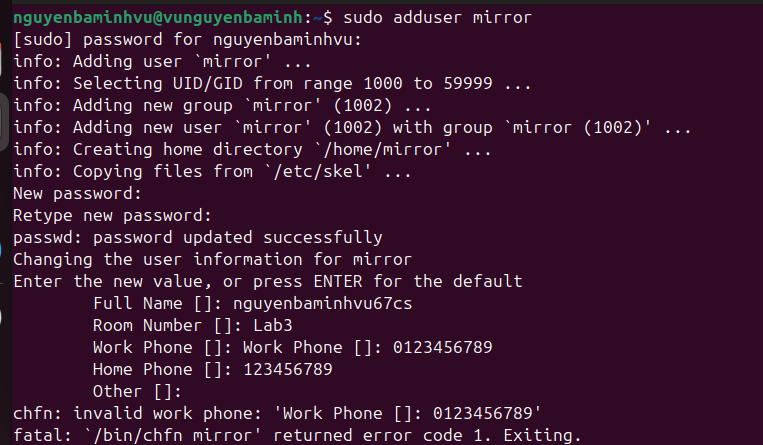 nguyenbaminhvu@vunguyenbaminh:~$ sudo adduser mirror
[sudo] password for nguyenbaminhvu:
info: Adding user `mirror' ...
info: Selecting UID/GID from range 1000 to 59999 ...
info: Adding new group `mirror' (1002) ...
info: Adding new user `mirror' (1002) with group `mirror (1002)' ...
info: Creating home directory `/home/mirror' ...
info: Copying files from `/etc/skel' ...
New password:
Retype new password:
passwd: password updated successfully
Changing the user information for mirror
Enter the new value, or press ENTER for the default
        Full Name []: nguyenbaminhvu67cs
        Room Number []: Lab3
        Work Phone []: Work Phone []: 0123456789
        Home Phone []: 123456789
        Other []:
chfn: invalid work phone: 'Work Phone []: 0123456789'
fatal: `/bin/chfn mirror' returned error code 1. Exiting.